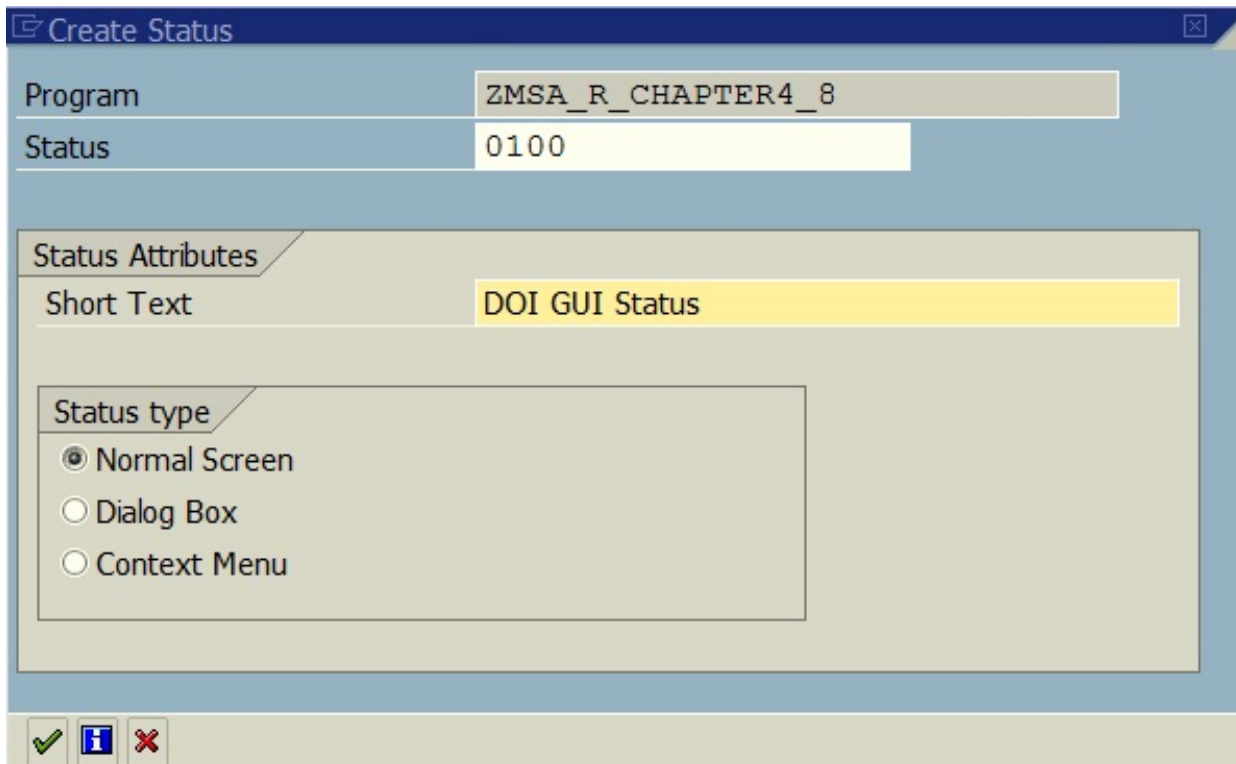 Create Status
Program ZMSA_R_CHAPTER4_8
Status 0100
Status Attributes
Short Text DOI GUI Status
Status type
Normal Screen
Dialog Box
Context Menu